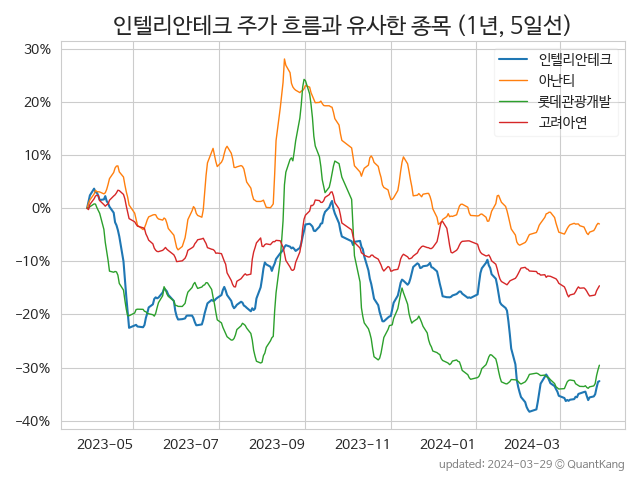 인텔리안테크 주가 흐름과 유사한 종목 (1년, 5일선)
인텔리안테크
아난티
롯데관광개발
고려아연
30%
20%
10%
0%
−10%
−20%
−30%
−40%
2023−05
2023−07
2023−09
2023−11
2024−01
2024−03
updated: 2024−03−29 © QuantKang